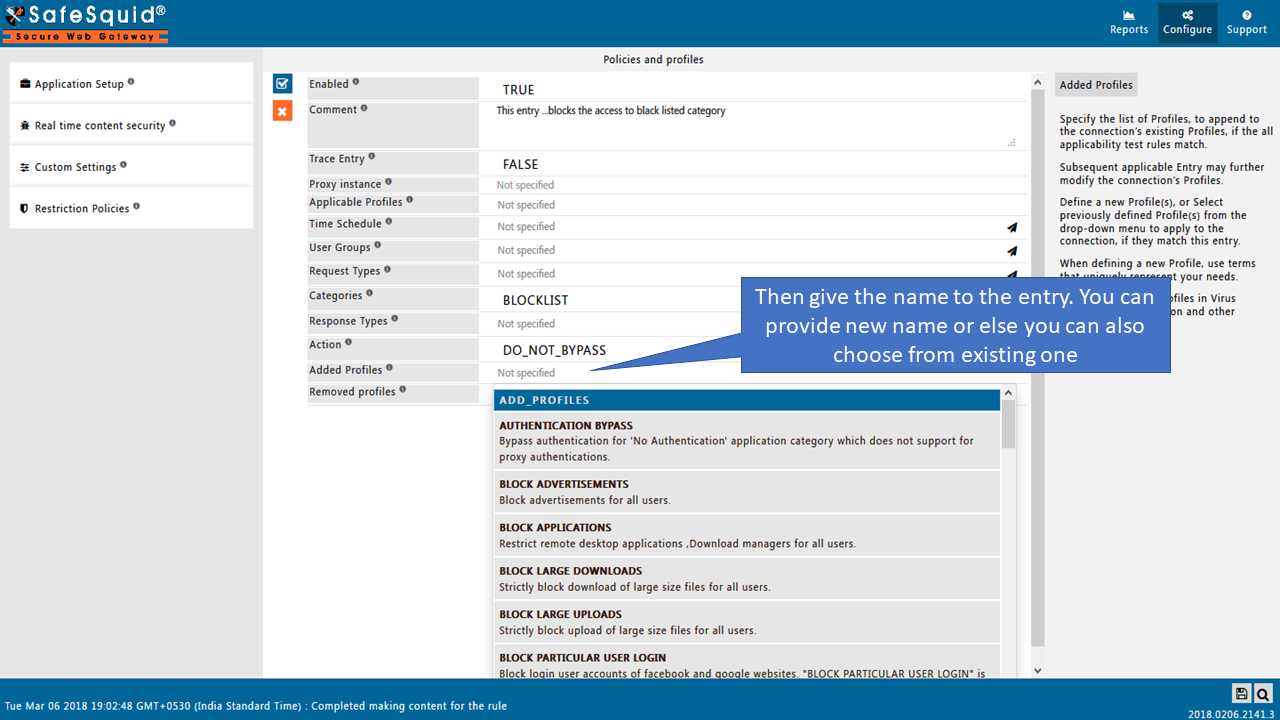 SafeSquid®
Secure Web Gateway
Reports
Configure
Support
Application Setup
Real time content security
Custom Settings
Restriction Policies
Policies and profiles
Enabled
TRUE
Comment
This entry ...blocks the access to black listed category
Trace Entry
FALSE
Proxy instance
Not specified
Applicable Profiles
Not specified
Time Schedule
Not specified
User Groups
Not specified
Request Types
Not specified
Categories
BLOCKLIST
Response Types
Not specified
Action
DO_NOT_BYPASS
Added Profiles
Not specified
Removed profiles
ADD_PROFILES
AUTHENTICATION BYPASS
Bypass authentication for 'No Authentication' application category which does not support for
proxy authentications.
BLOCK ADVERTISEMENTS
Block advertisements for all users.
BLOCK APPLICATIONS
Restrict remote desktop applications ,Download managers for all users.
BLOCK LARGE DOWNLOADS
Strictly block download of large size files for all users.
BLOCK LARGE UPLOADS
Strictly block upload of large size files for all users.
BLOCK PARTICULAR USER LOGIN
Block login user accounts of facebook and google websites. "BLOCK PARTICULAR USER LOGIN" is
Then give the name to the entry. You can
provide new name or else you can also
choose from existing one
Added Profiles
Specify the list of Profiles, to append to
the connection's existing Profiles, if the all
applicability test rules match.
Subsequent applicable Entry may further
modify the connection's Profiles.
Define a new Profile(s), or Select
previously defined Profile(s) from the
drop-down menu to apply to the
connection, if they match this entry.
When defining a new Profile, use terms
that uniquely represent your needs.
in Virus
and other
Tue Mar 06 2018 19:02:48 GMT+0530 (India Standard Time) : Completed making content for the rule
2018.0206.2141.3